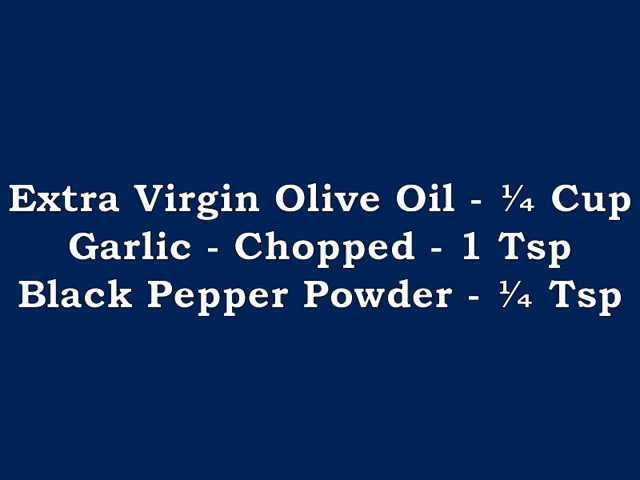 Extra Virgin Olive Oil - ¼ Cup
Garlic - Chopped - 1 Tsp
Black Pepper Powder - ¼ Tsp